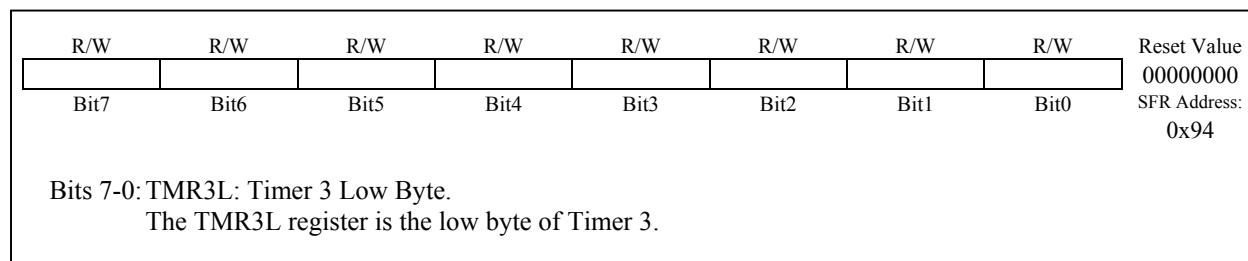 R/W R/W R/W R/W R/W R/W R/W R/W Reset Value
00000000
Bit7 Bit6 Bit5 Bit4 Bit3 Bit2 Bit1 Bit0 SFR Address:
0x94
Bits 7-0: TMR3L: Timer 3 Low Byte.
The TMR3L register is the low byte of Timer 3.